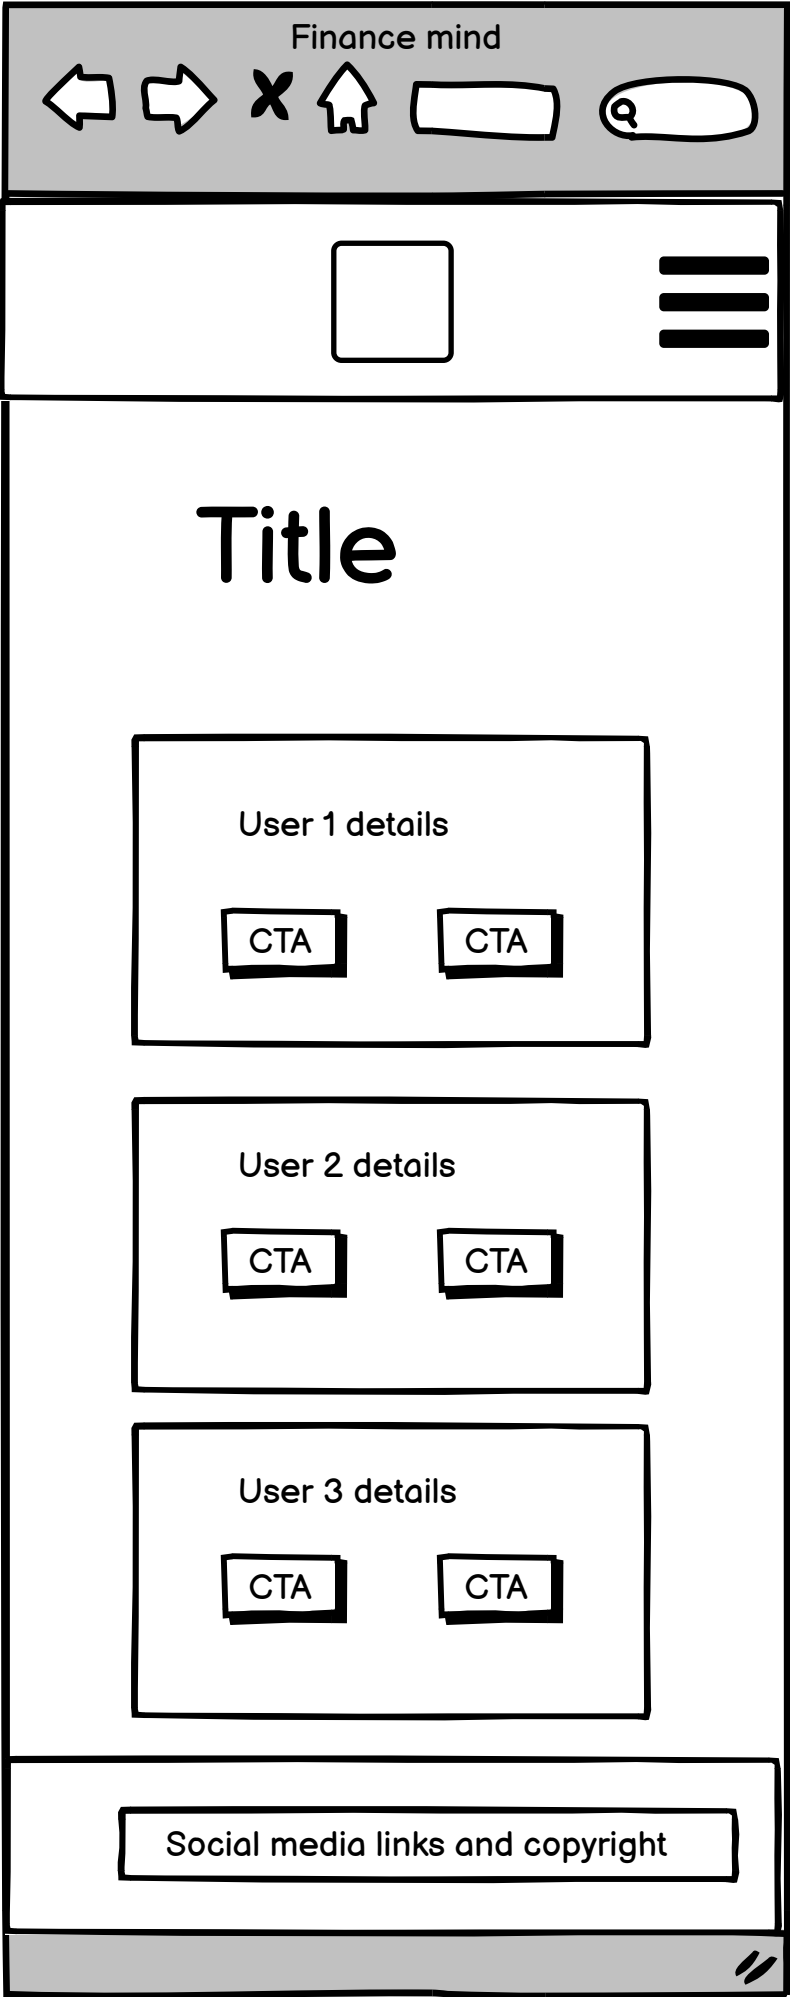 Finance mind
Title
User 1 details
CTA CTA
User 2 details
CTA CTA
User 3 details
CTA CTA
Social media links and copyright